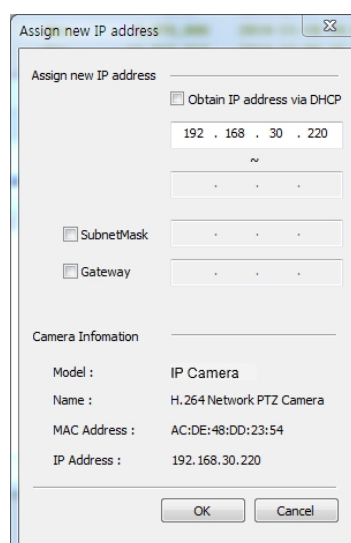 Assign new IP address
Assign new IP address
Obtain IP address via DHCP
192 . 168 . 30 . 220
~
. . .
SubnetMask . . .
Gateway . . .
Camera Infomation
Model : IP Camera
Name : H.264 Network PTZ Camera
MAC Address : AC:DE:48:DD:23:54
IP Address : 192.168.30.220
OK Cancel